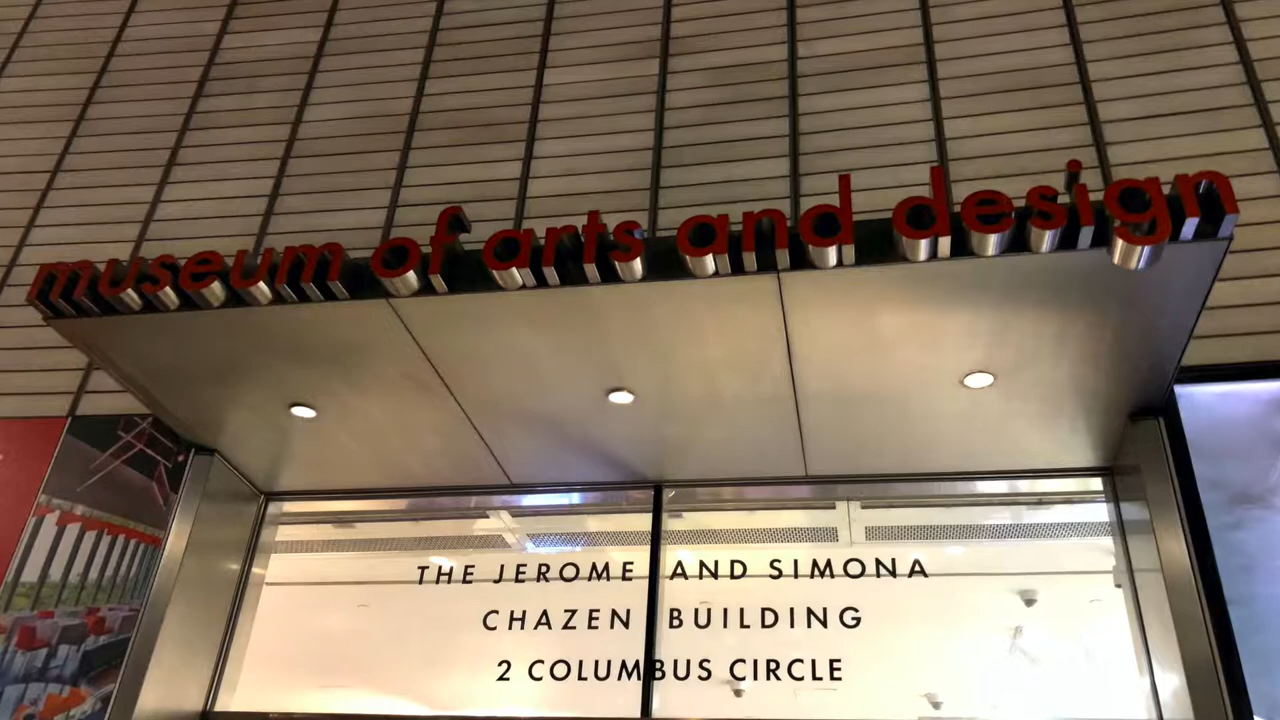 museum of arts and design
THE JEROME AND SIMONA
CHAZEN BUILDING
2 COLUMBUS CIRCLE